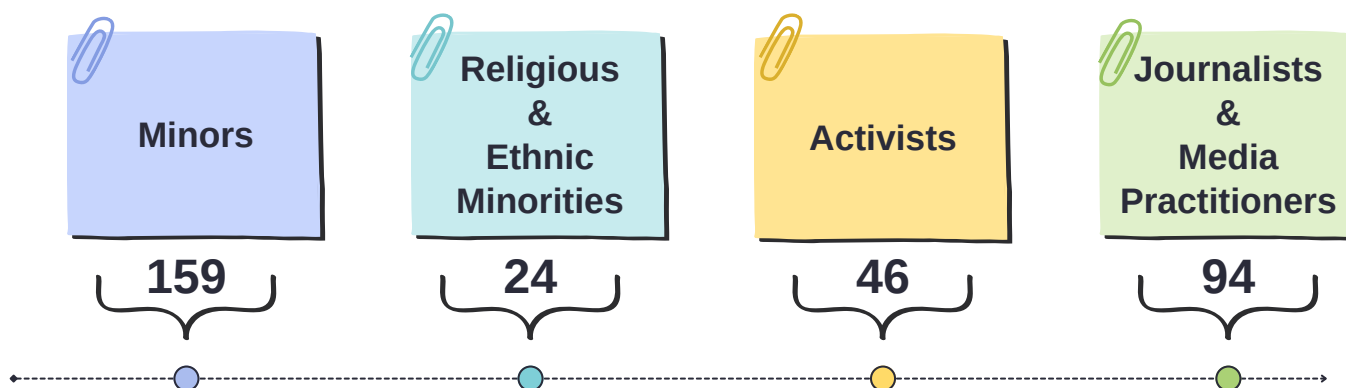 Minors
Religious
&
Ethnic
Minorities
Activists
Journalists
&
Media
Practitioners
159
24
46
94